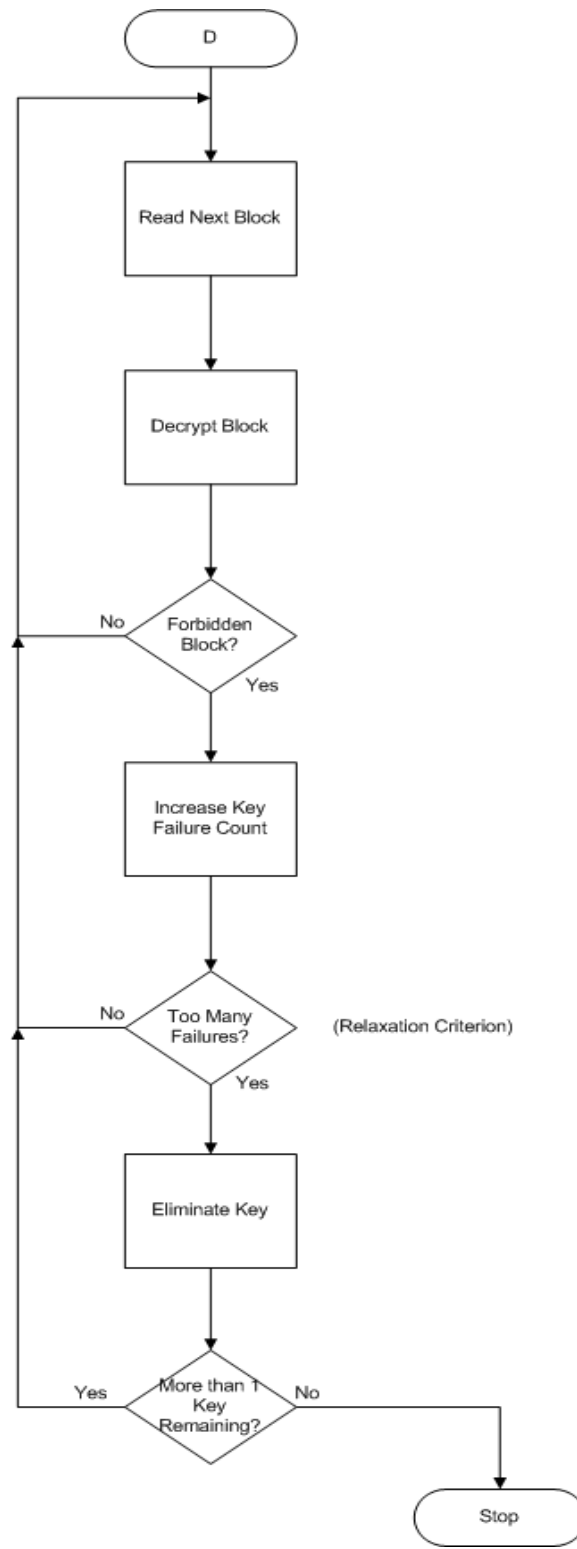 D
Read Next Block
Decrypt Block
No
Forbidden
Block?
Yes
Increase Key
Failure Count
No
Too Many
Failures?
(Relaxation Criterion)
Yes
Eliminate Key
Yes
More than 1
Key
Remaining?
No
Stop